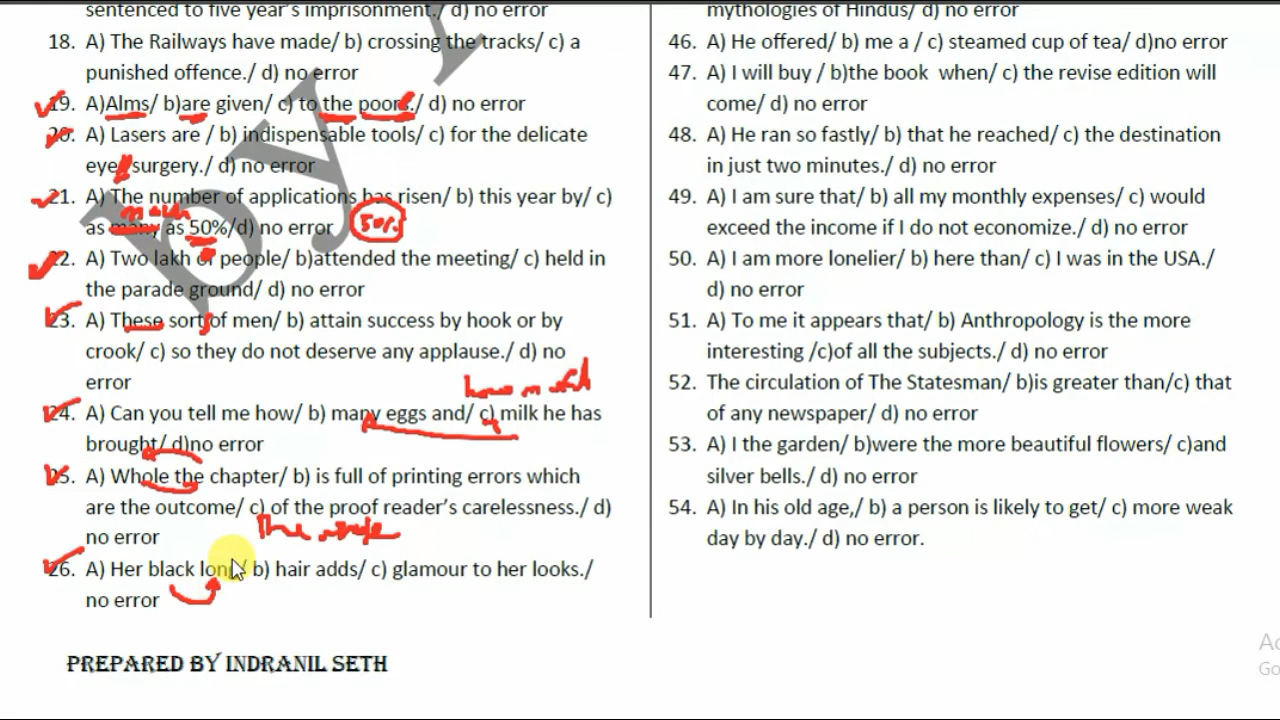 sentenced to five year's imprisonment./ d) no error
18. A) The Railways have made/ b) crossing the tracks/ c) a
punished offence./ d) no error
19. A)Alms/ b)are given/ c) to the poors./ d) no error
20. A) Lasers are / b) indispensable tools/ c) for the delicate
eye surgery./ d) no error
21. A) The number of applications has risen/ b) this year by/ c)
much
as many as 50%/d) no error
50%
22. A) Two lakh of people/ b)attended the meeting/ c) held in
the parade ground/ d) no error
23. A) These sort of men/ b) attain success by hook or by
crook/ c) so they do not deserve any applause./ d) no
error
how much
24. A) Can you tell me how/ b) many eggs and/ c) milk he has
brought/ d)no error
25. A) Whole the chapter/ b) is full of printing errors which
are the outcome/ c) of the proof reader's carelessness./ d)
no error
The whole
26. A) Her black long/ b) hair adds/ c) glamour to her looks./
no error
PREPARED BY INDRANIL SETH
mythologies of Hindus/ d) no error
46. A) He offered/ b) me a / c) steamed cup of tea/ d)no error
47. A) I will buy / b)the book when/ c) the revise edition will
come/ d) no error
48. A) He ran so fastly/ b) that he reached/ c) the destination
in just two minutes./ d) no error
49. A) I am sure that/ b) all my monthly expenses/ c) would
exceed the income if I do not economize./ d) no error
50. A) I am more lonelier/ b) here than/ c) I was in the USA./
d) no error
51. A) To me it appears that/ b) Anthropology is the more
interesting /c)of all the subjects./ d) no error
52. The circulation of The Statesman/ b)is greater than/c) that
of any newspaper/ d) no error
53. A) I the garden/ b)were the more beautiful flowers/ c)and
silver bells./ d) no error
54. A) In his old age,/ b) a person is likely to get/ c) more weak
day by day./ d) no error.
by